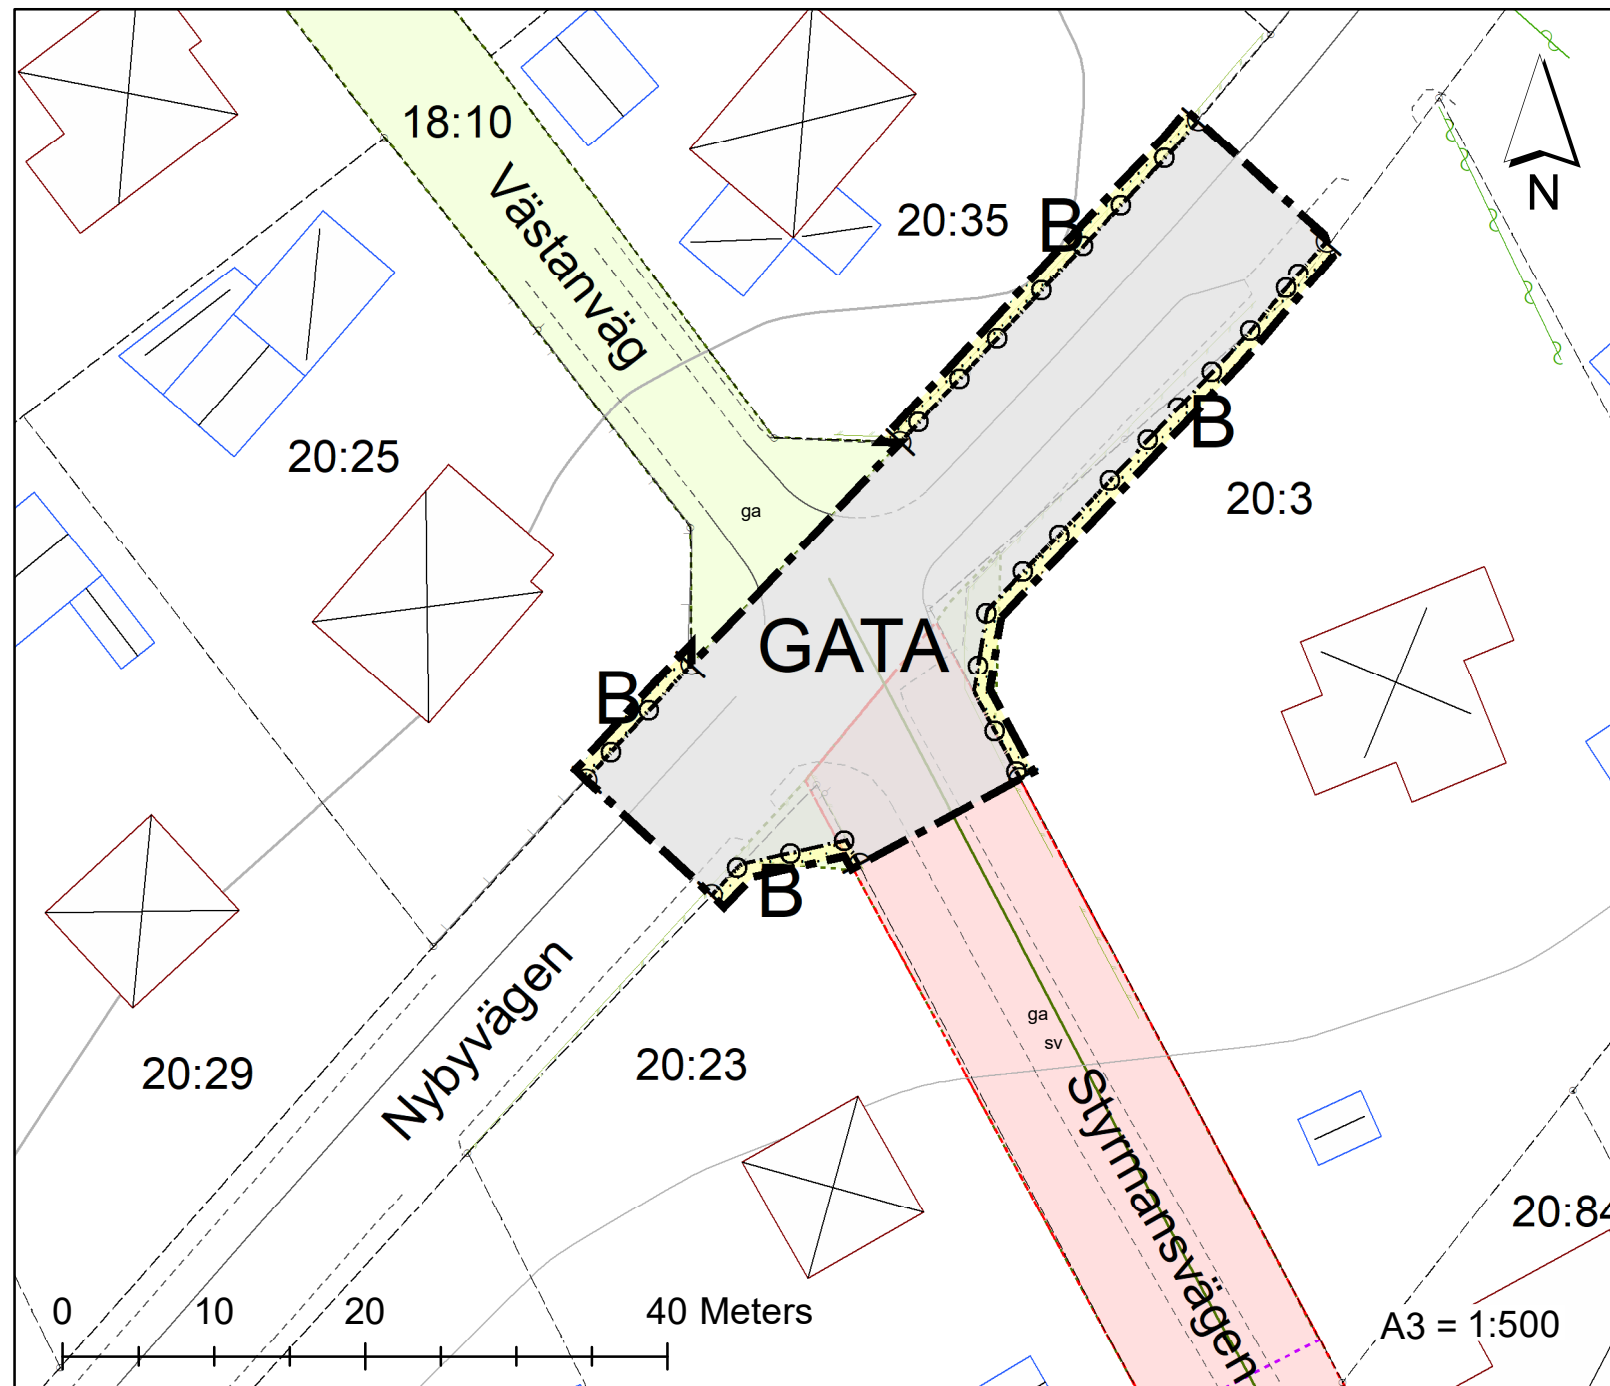 18:10
Västanväg
N
20:35
B
B
20:25
20:3
ga
GATA
B
B
Nybyvägen
ga
sv
20:29
20:23
Styrmansvägen
20:84
0 10 20 40 Meters
A3 = 1:500